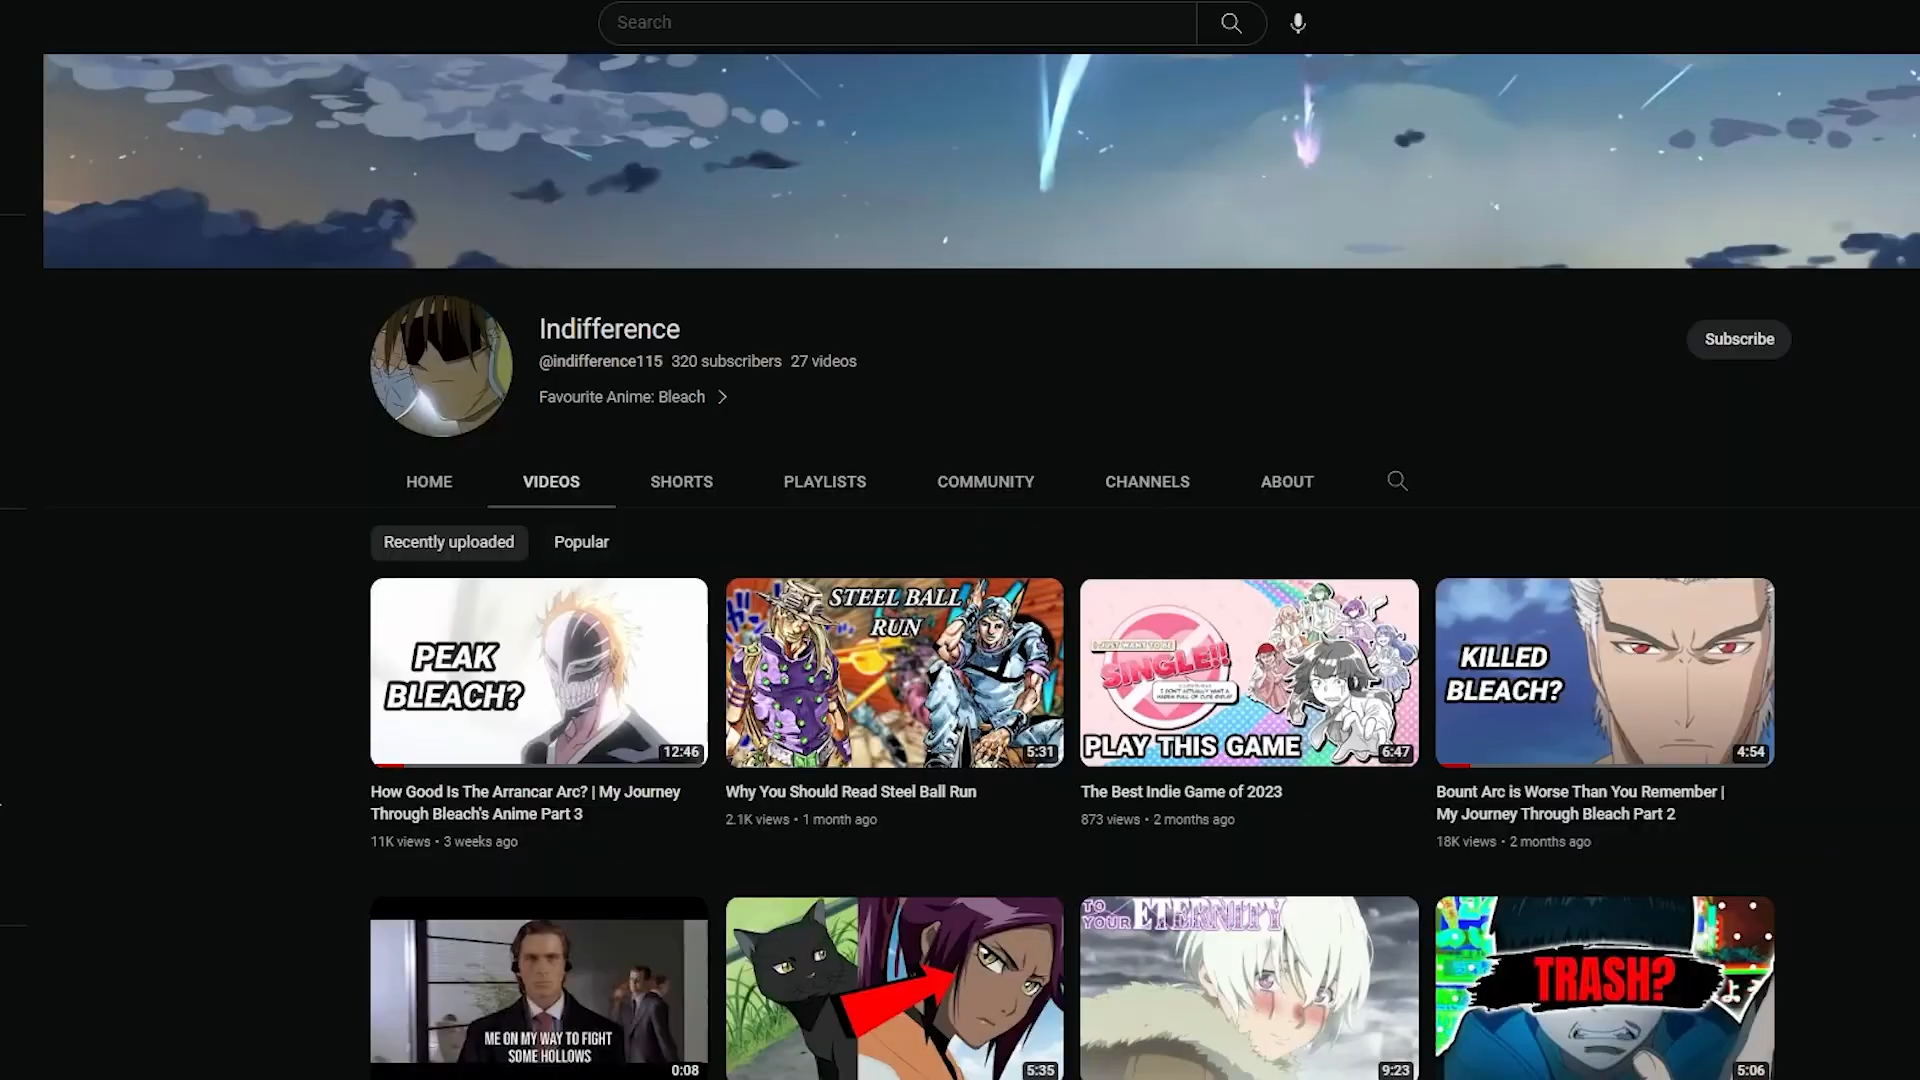 Search
Indifference
@indifference115 320 subscribers 27 videos
Favourite Anime: Bleach
Subscribe
HOME VIDEOS SHORTS PLAYLISTS COMMUNITY CHANNELS ABOUT
Recently uploaded Popular
PEAK
BLEACH?
12:46
STEEL BALL
RUN
5:31
I JUST WANT TO BE
SINGLE!!
PLAY THIS GAME
6:47
KILLED
BLEACH?
4:54
How Good Is The Arrancar Arc? | My Journey
Through Bleach's Anime Part 3
11K views • 3 weeks ago
Why You Should Read Steel Ball Run
2.1K views • 1 month ago
The Best Indie Game of 2023
873 views • 2 months ago
Bount Arc is Worse Than You Remember |
My Journey Through Bleach Part 2
18K views • 2 months ago
ME ON MY WAY TO FIGHT
SOME HOLLOWS
0:08
5:35
TO
YOUR ETERNITY
9:23
TRASH?
5:06